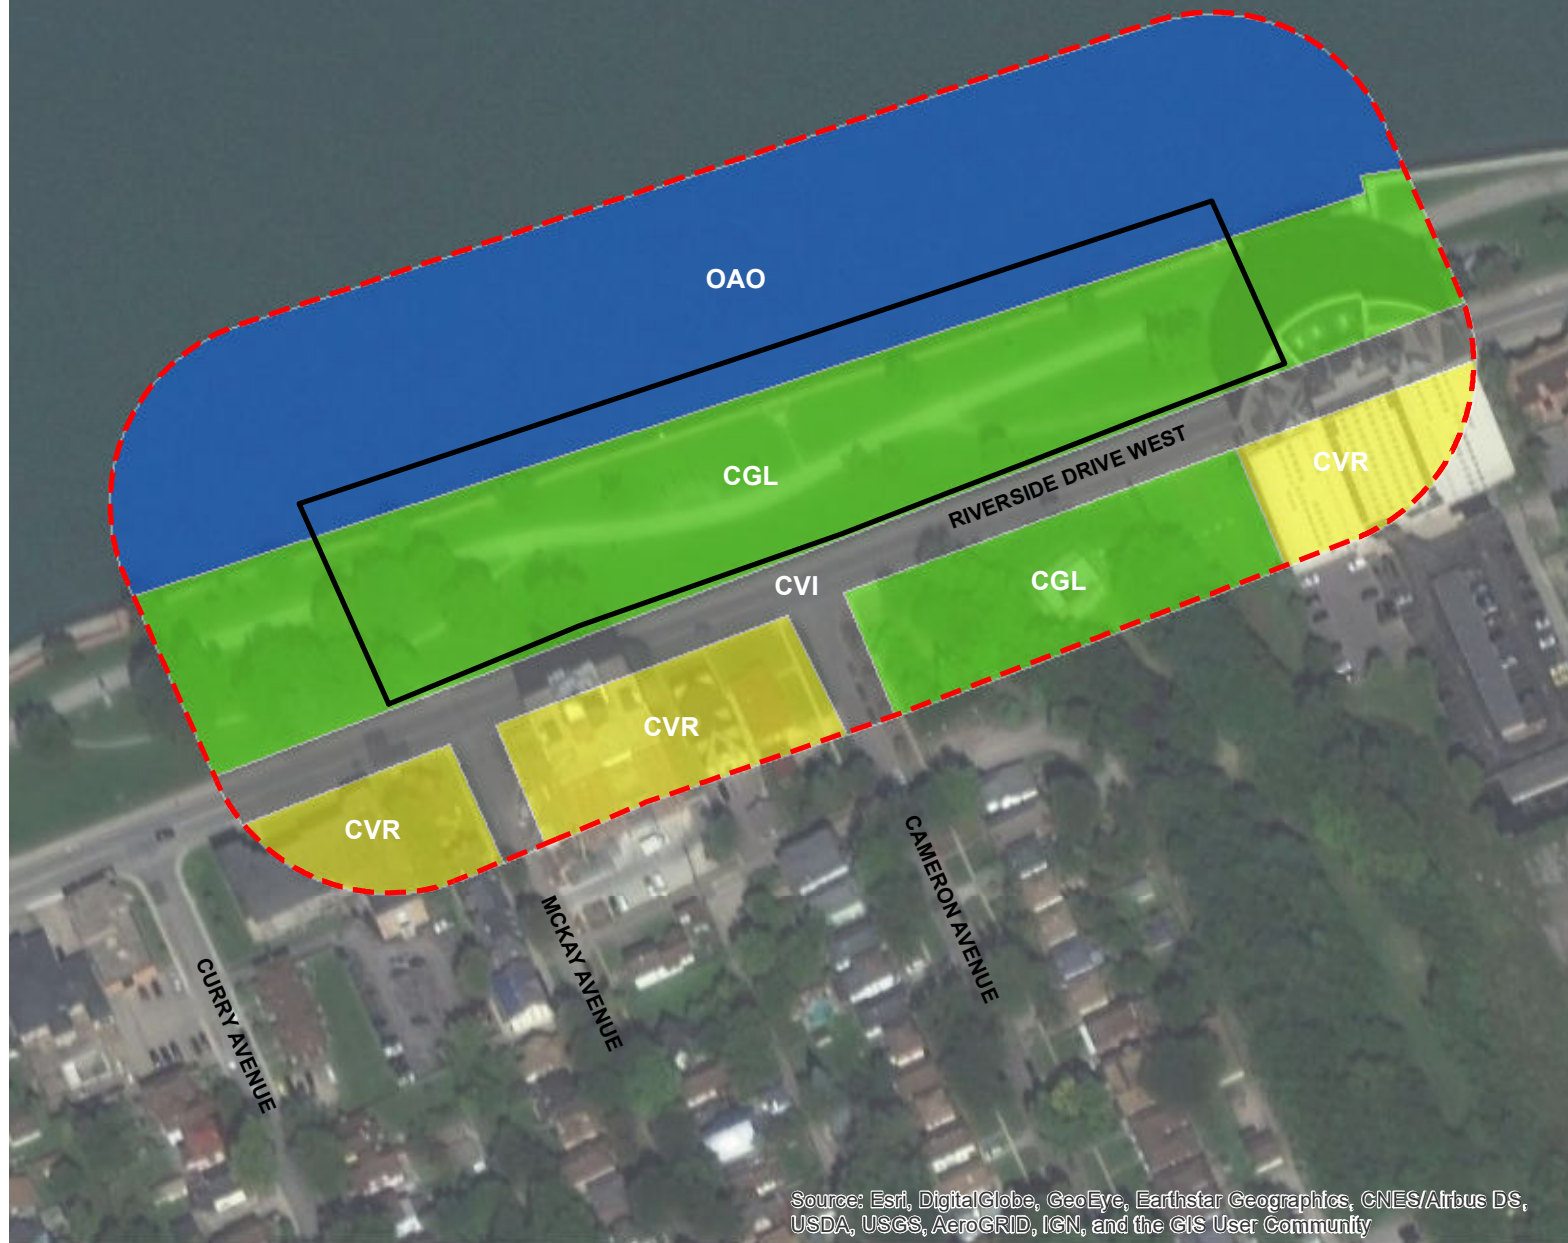 OAO
CGL
CVR
RIVERSIDE DRIVE WEST
CVI
CGL
CVR
CVR
CURRY AVENUE
MCKAY AVENUE
CAMERON AVENUE
Source: Esri, DigitalGlobe, GeoEye, Earthstar Geographics, CNES/Airbus DS,
USDA, USGS, AeroGRID, IGN, and the GIS User Community